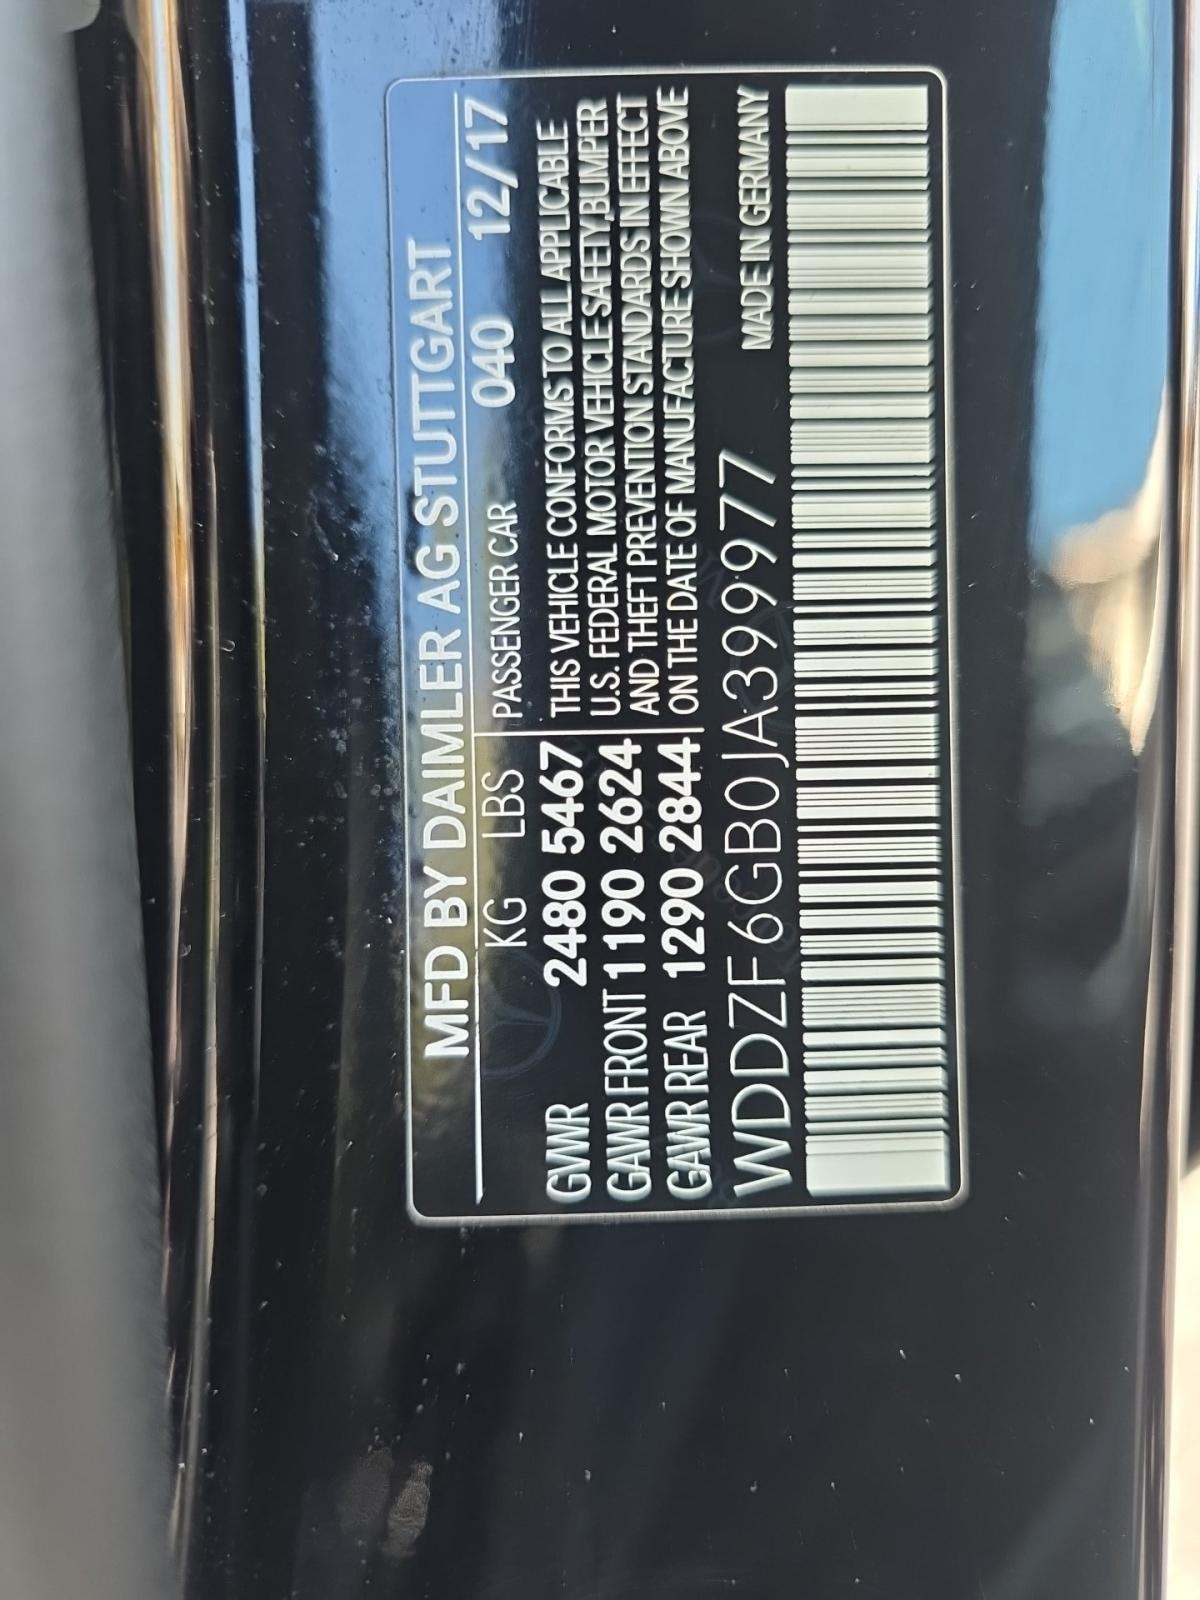 MFD BY DAIMLER AG STUTTGART
KG LBS PASSENGER CAR 040 12/17
GVWR 2480 5467
GAWR FRONT 1190 2624
GAWR REAR 1290 2844
THIS VEHICLE CONFORMS TO ALL APPLICABLE
U.S. FEDERAL MOTOR VEHICLE SAFETY, BUMPER
AND THEFT PREVENTION STANDARDS IN EFFECT
ON THE DATE OF MANUFACTURE SHOWN ABOVE
WDDZF6GB0JA399977 MADE IN GERMANY